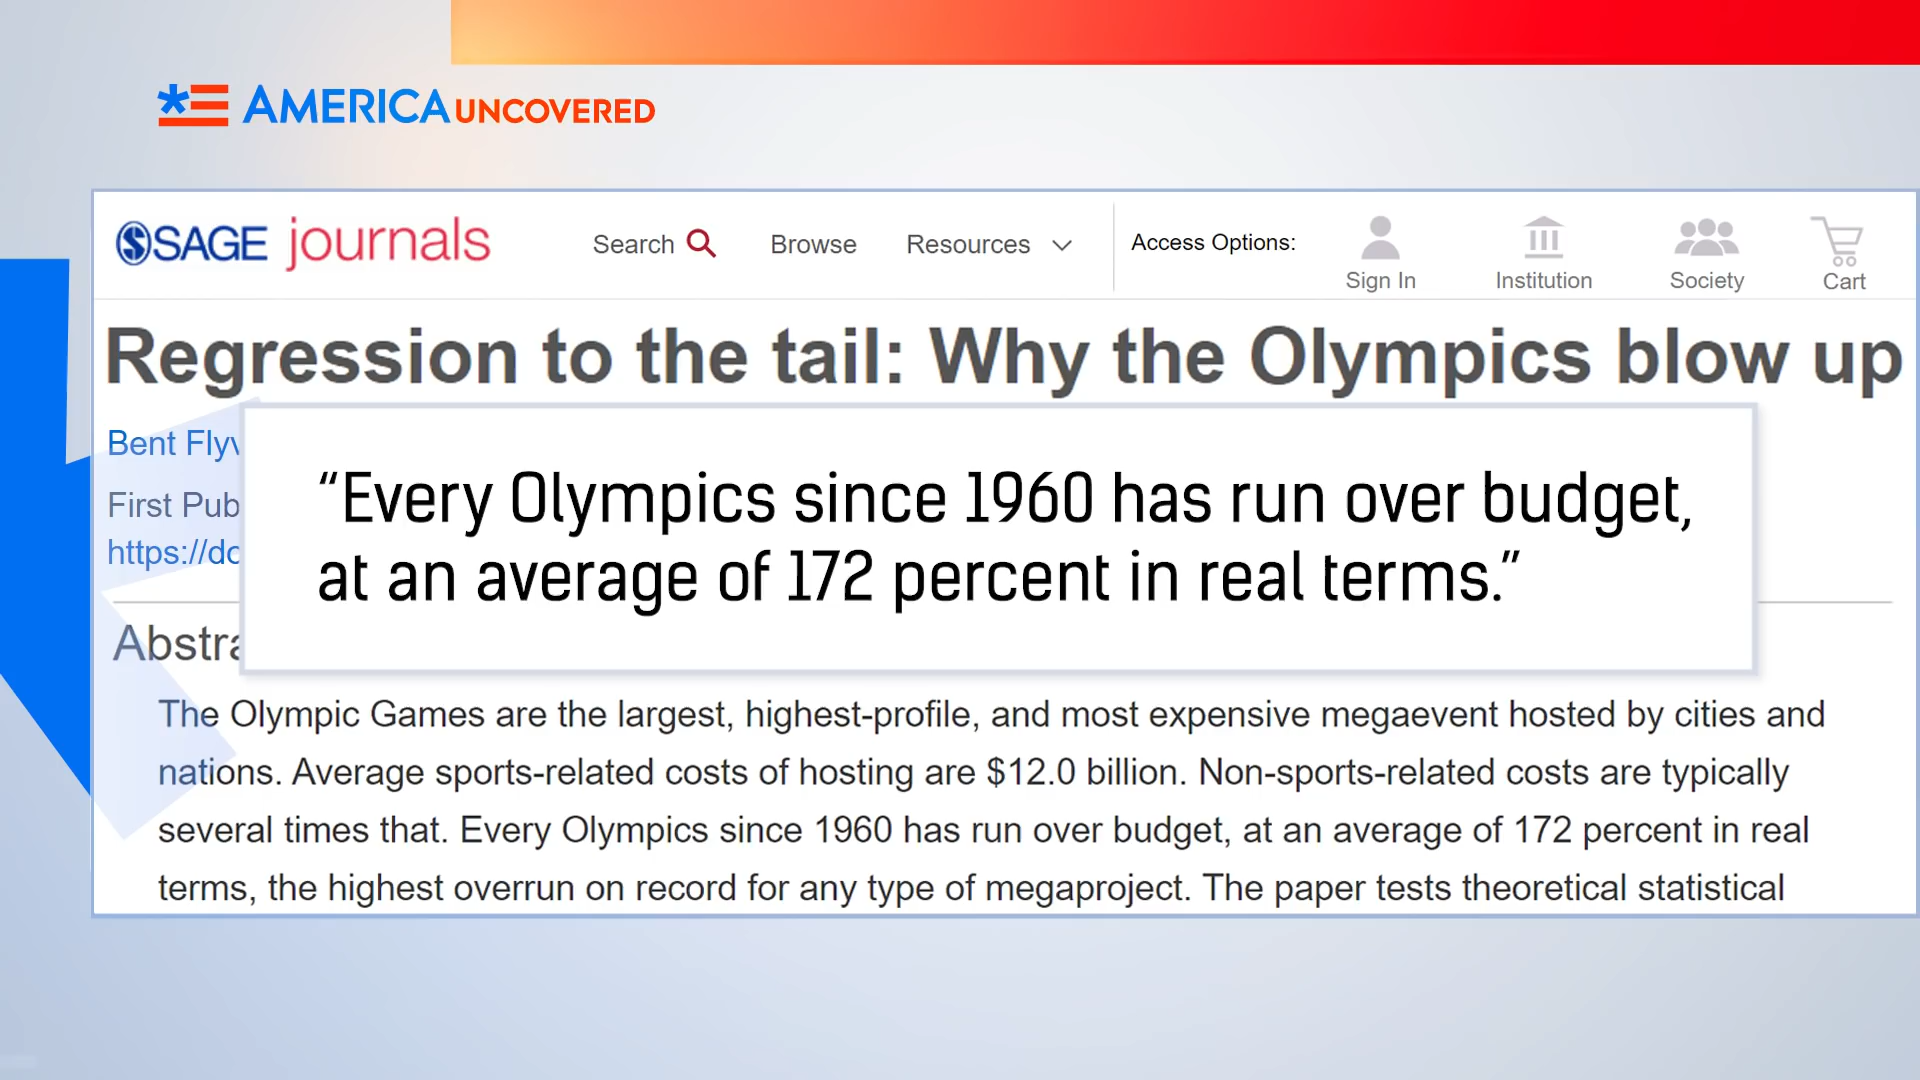 AMERICA UNCOVERED
SAGE journals
Search Browse Resources Access Options: Sign In Institution Society Cart
Regression to the tail: Why the Olympics blow up
Bent
First
“Every Olympics since 1960 has run over budget,
at an average of 172 percent in real terms.”
The Olympic Games are the largest, highest-profile, and most expensive megaevent hosted by cities and
nations. Average sports-related costs of hosting are $12.0 billion. Non-sports-related costs are typically
several times that. Every Olympics since 1960 has run over budget, at an average of 172 percent in real
terms, the highest overrun on record for any type of megaproject. The paper tests theoretical statistical